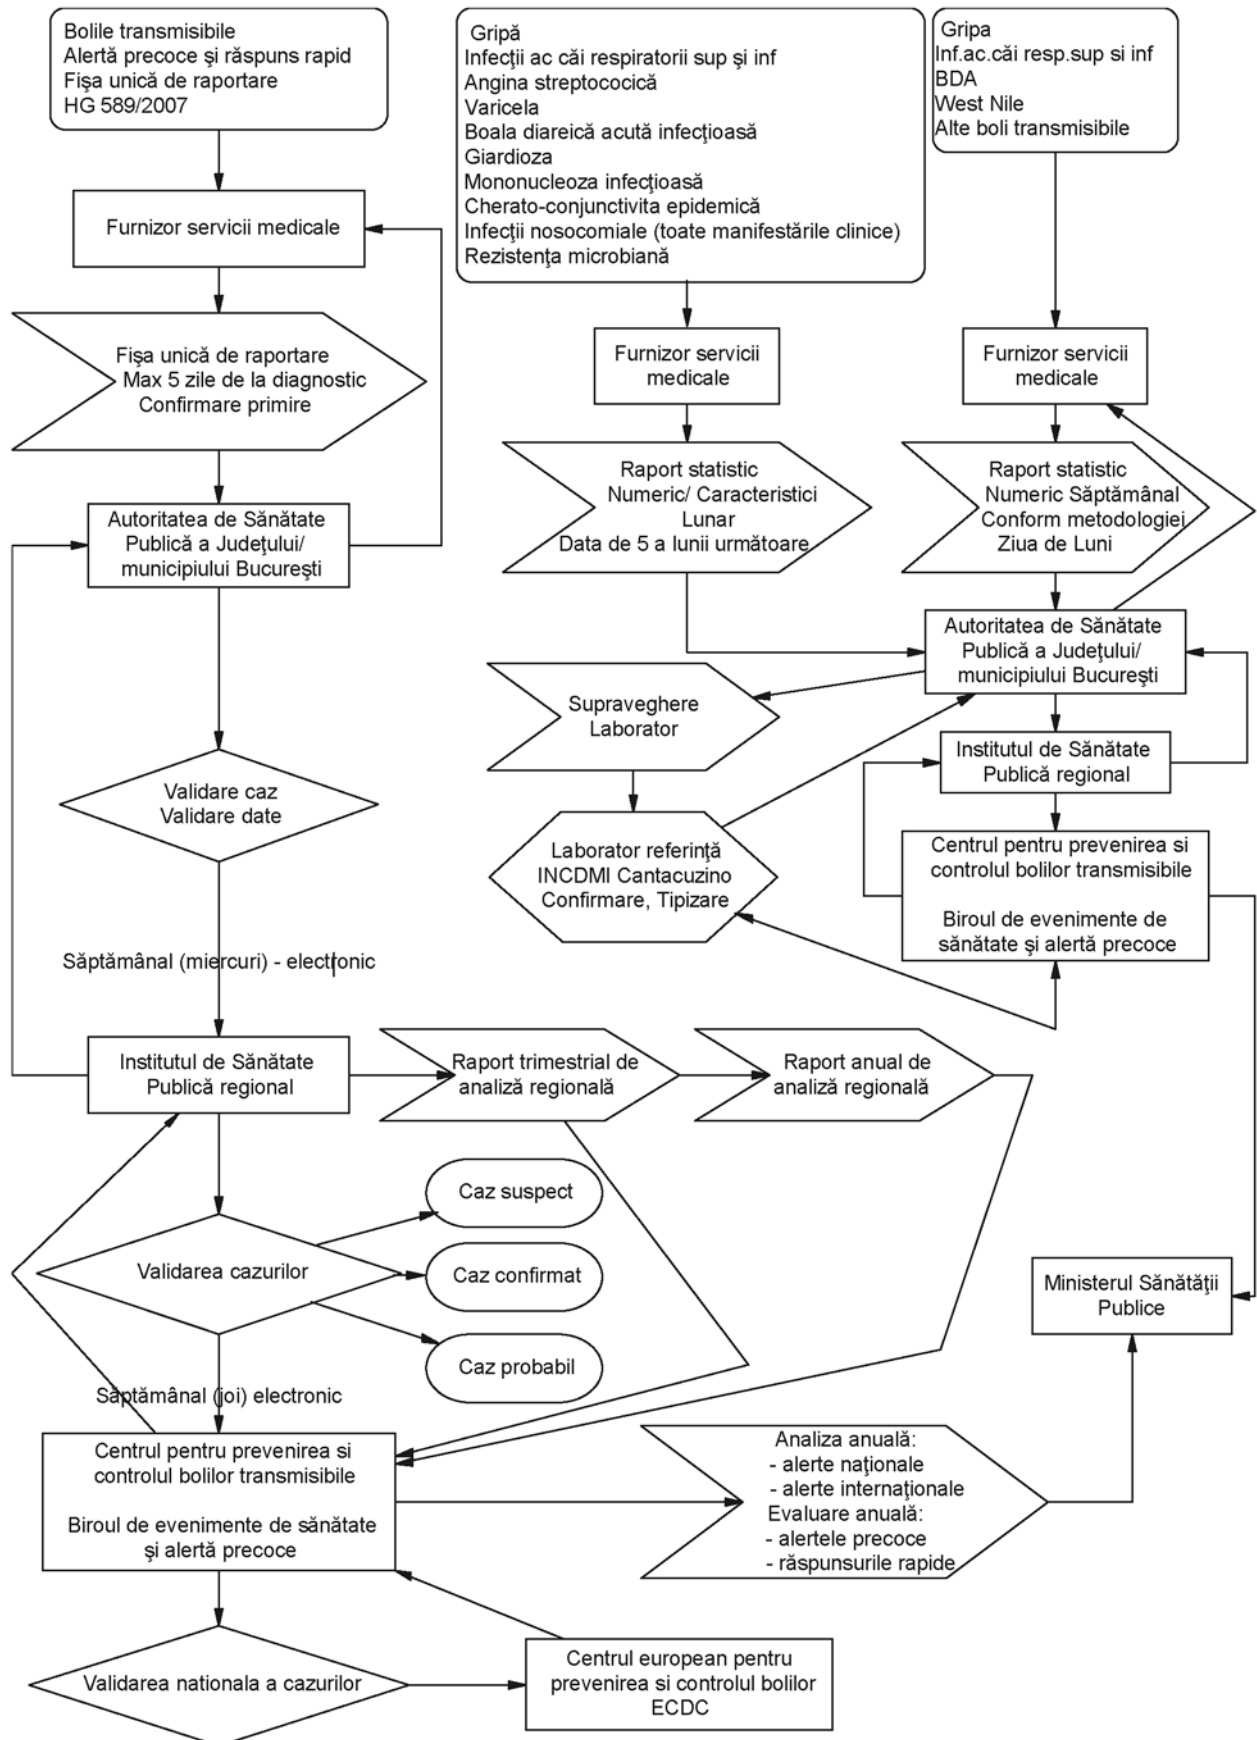 Bolile transmisibile
Alertă precoce şi răspuns rapid
Fişa unică de raportare
HG 589/2007
Gripă
Infecţii ac căi respiratorii sup şi inf
Angina streptococică
Varicela
Boala diareică acută infecţioasă
Giardioza
Mononucleoza infecţioasă
Cherato-conjunctivita epidemică
Infecţii nosocomiale (toate manifestările clinice)
Rezistenţa microbiană
Gripa
Inf.ac.căi resp.sup si inf
BDA
West Nile
Alte boli transmisibile
Furnizor servicii medicale
Fişa unică de raportare
Max 5 zile de la diagnostic
Confirmare primire
Autoritatea de Sănătate
Publică a Judeţului/
municipiului Bucureşti
Validare caz
Validare date
Săptămânal (miercuri) - electronic
Furnizor servicii
medicale
Raport statistic
Numeric/ Caracteristici
Lunar
Data de 5 a lunii următoare
Furnizor servicii
medicale
Raport statistic
Numeric Săptămânal
Conform metodologiei
Ziua de Luni
Autoritatea de Sănătate
Publică a Judeţului/
municipiului Bucureşti
Supraveghere
Laborator
Institutul de Sănătate
Publică regional
Laborator referinţă
INCDMI Cantacuzino
Confirmare, Tipizare
Centrul pentru prevenirea si
controlul bolilor transmisibile
Biroul de evenimente de
sănătate şi alertă precoce
Institutul de Sănătate
Publică regional
Raport trimestrial de
analiză regională
Raport anual de
analiză regională
Validarea cazurilor
Caz suspect
Caz confirmat
Caz probabil
Ministerul Sănătăţii
Publice
Săptămânal (joi) electronic
Centrul pentru prevenirea si
controlul bolilor transmisibile
Biroul de evenimente de sănătate
şi alertă precoce
Analiza anuală:
- alerte naţionale
- alerte internaţionale
Evaluare anuală:
- alertele precoce
- răspunsurile rapide
Validarea nationala a cazurilor
Centrul european pentru
prevenirea si controlul bolilor
ECDC